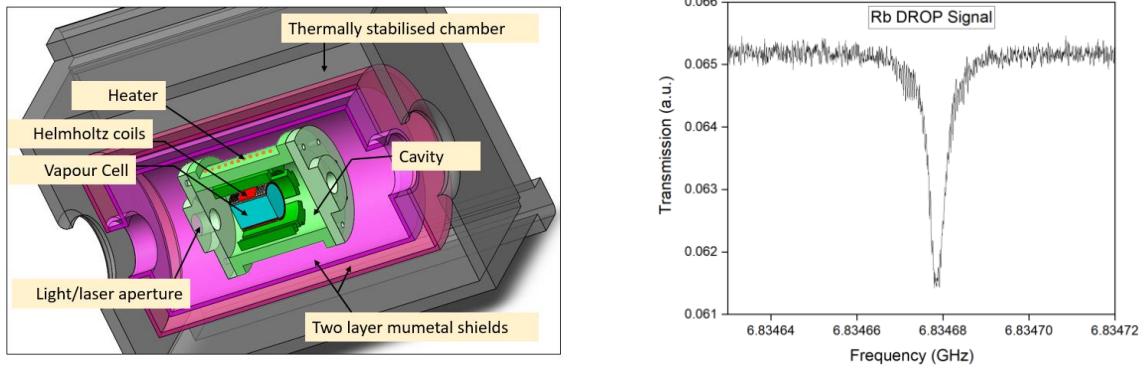 Thermally stabilised chamber
Heater
Helmholtz coils
Vapour Cell
Cavity
Light/laser aperture
Two layer mumetal shields
0.066
Rb DROP Signal
0.065
0.064
0.063
0.062
0.061
Transmission (a.u.)
6.83464 6.83466 6.83468 6.83470 6.83472
Frequency (GHz)